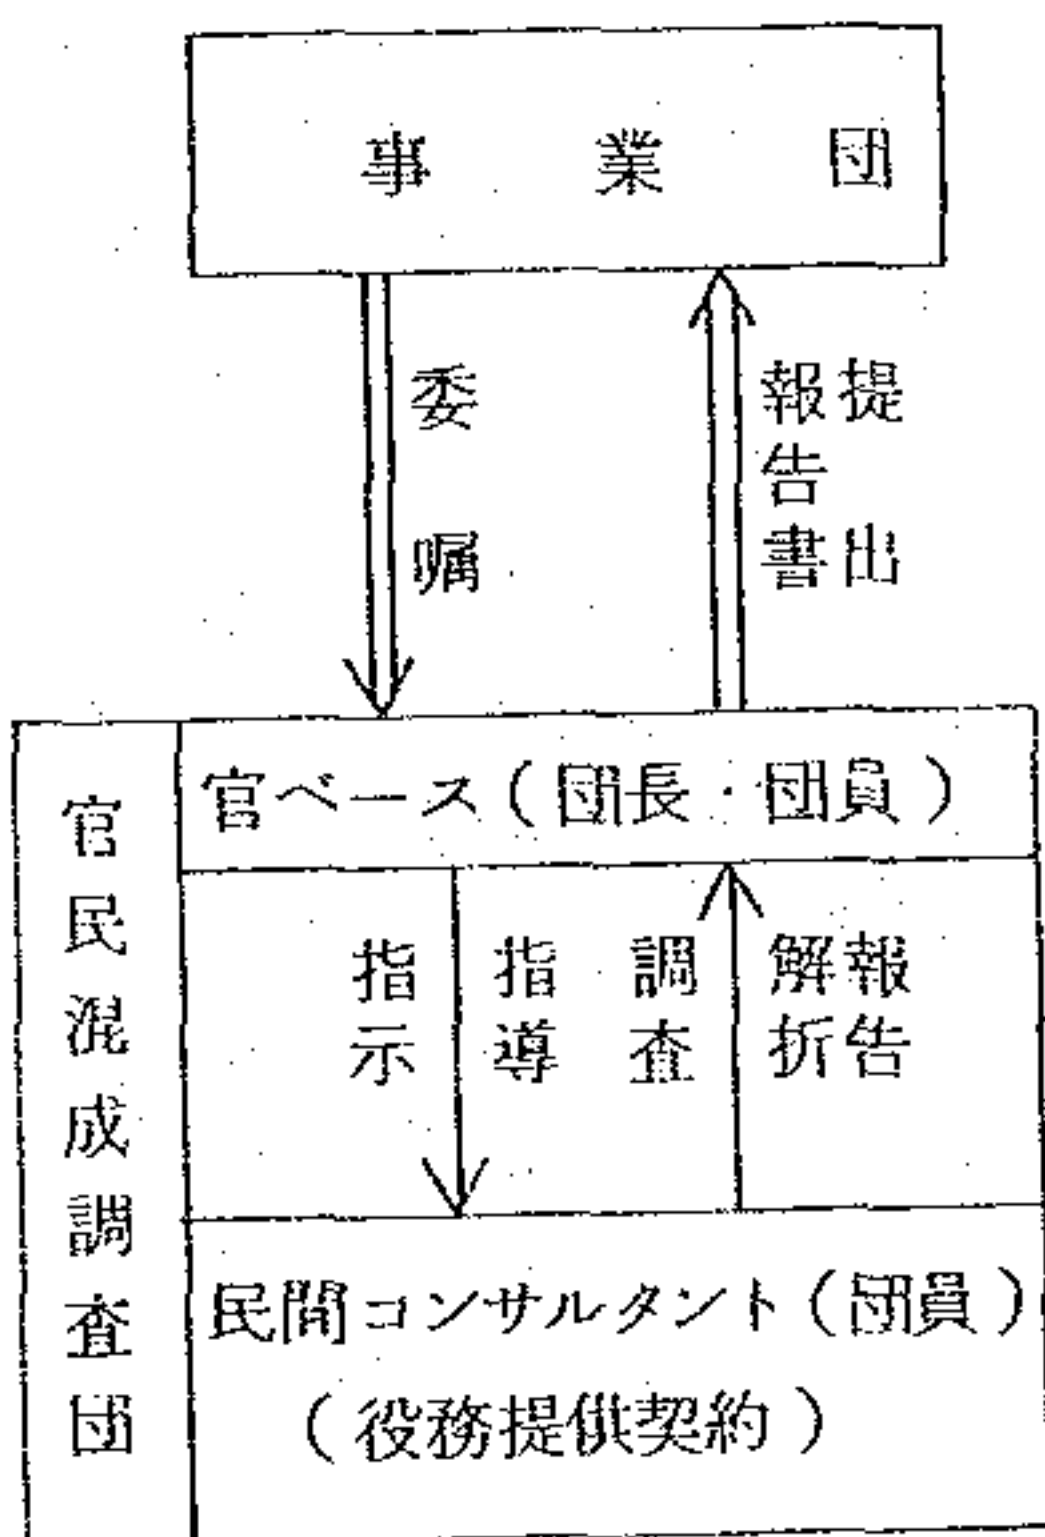 事業団
委嘱
報告書
提出
官民混成調査団
官ベース(団長・団員)
指示
指導
調査
解折
報告
民間コンサルタント(団員)
(役務提供契約)